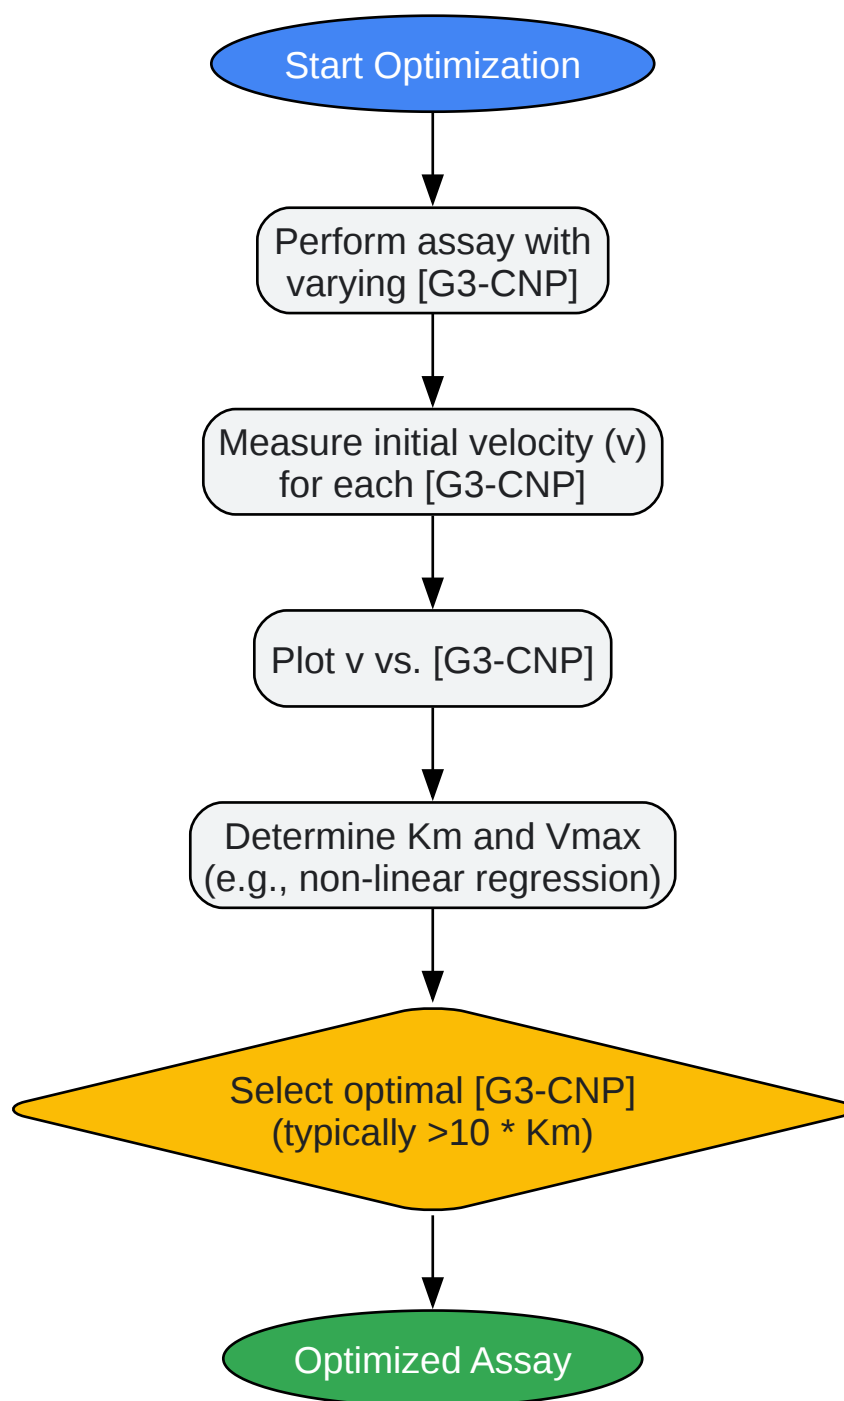 Start Optimization
Perform assay with
varying [G3-CNP]
Measure initial velocity (v)
for each [G3-CNP]
Plot v vs. [G3-CNP]
Determine Km and Vmax
(e.g., non-linear regression)
Select optimal [G3-CNP]
(typically >10 * Km)
Optimized Assay